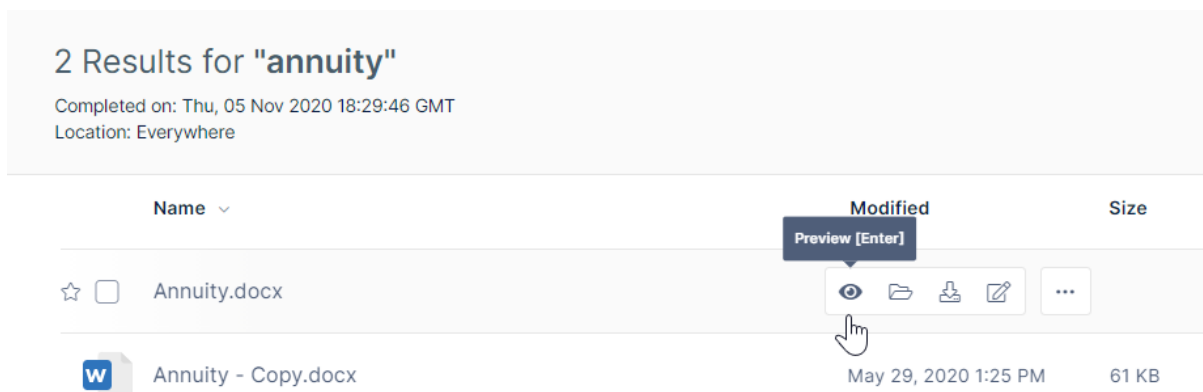 2 Results for "annuity"
Completed on: Thu, 05 Nov 2020 18:29:46 GMT
Location: Everywhere
Name Modified Size
Preview [Enter]
Annuity.docx
W Annuity - Copy.docx May 29, 2020 1:25 PM 61 KB